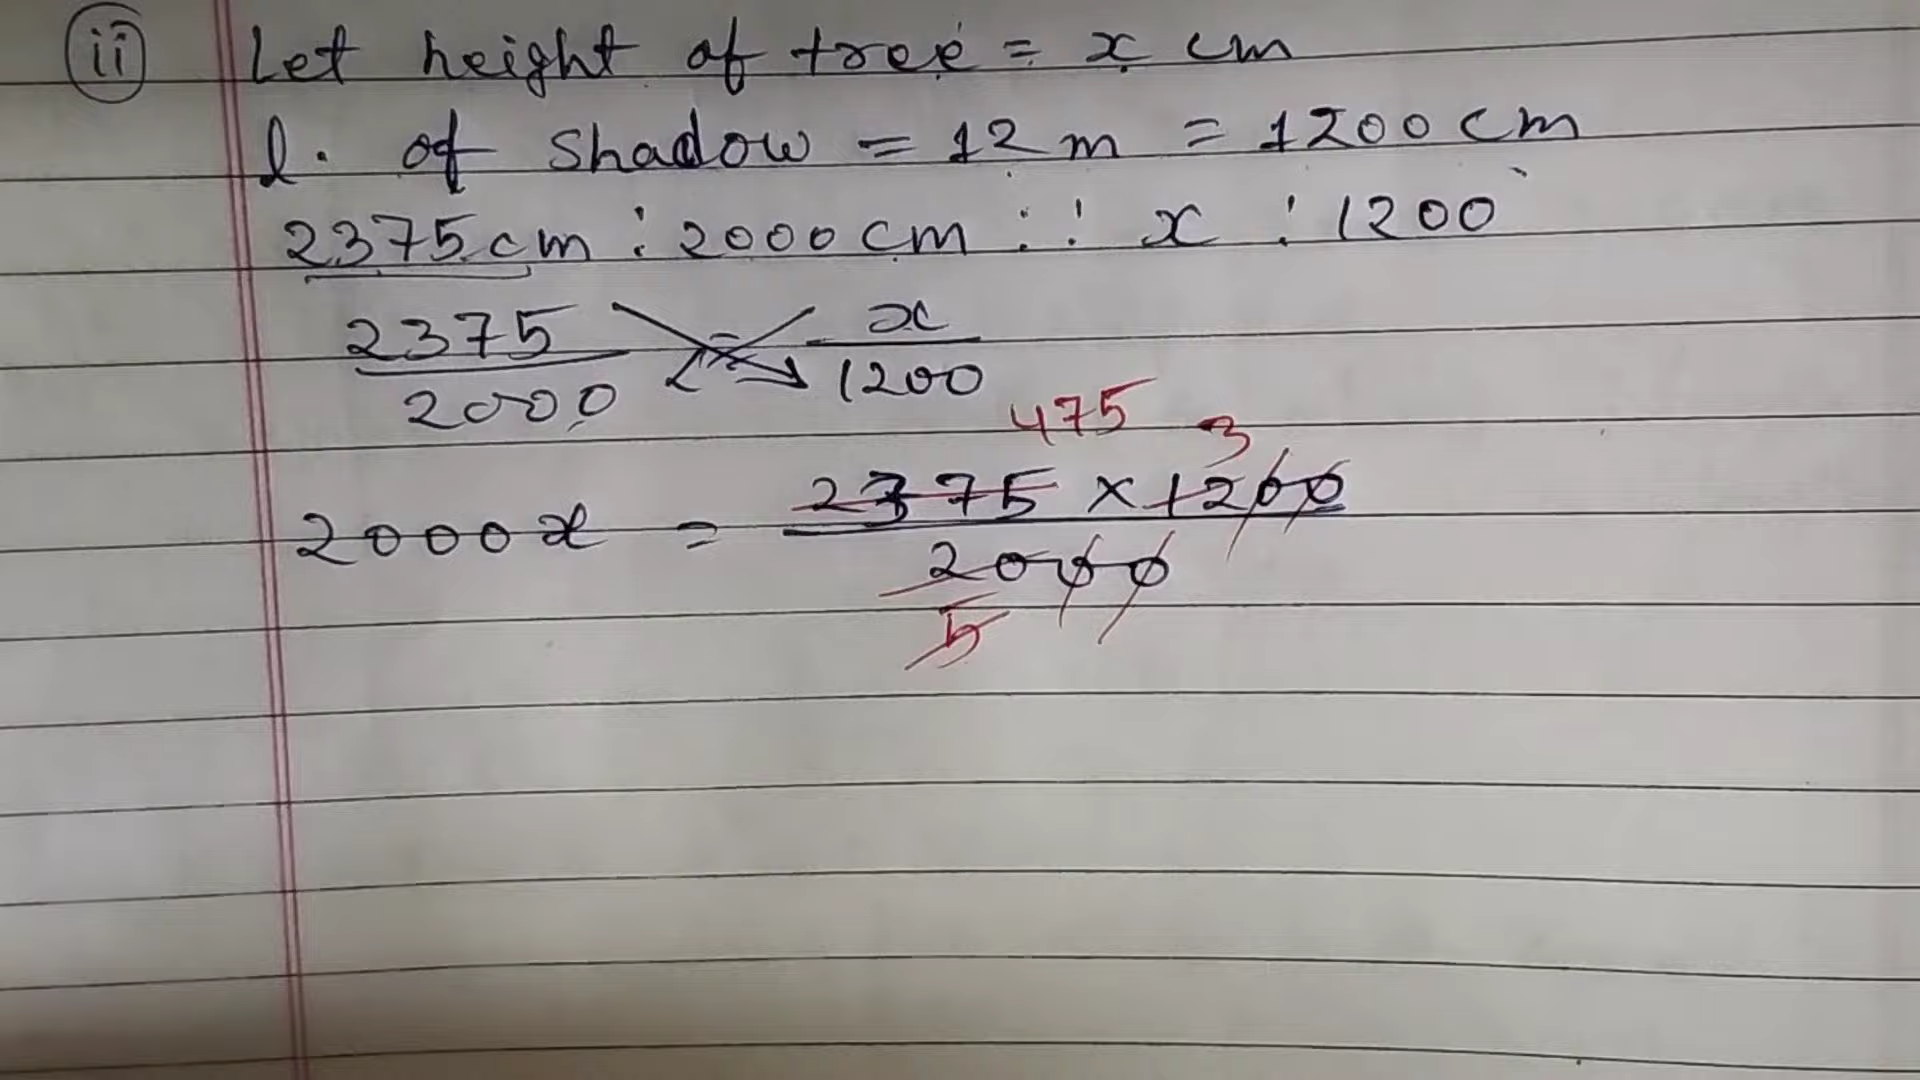 ii Let height of tree = x cm
l. of shadow = 12 m = 1200 cm
2375 cm : 2000 cm :: x : 1200
2375 = x
2000 1200
475 3
2000x = 2375 x 1200
2000
5